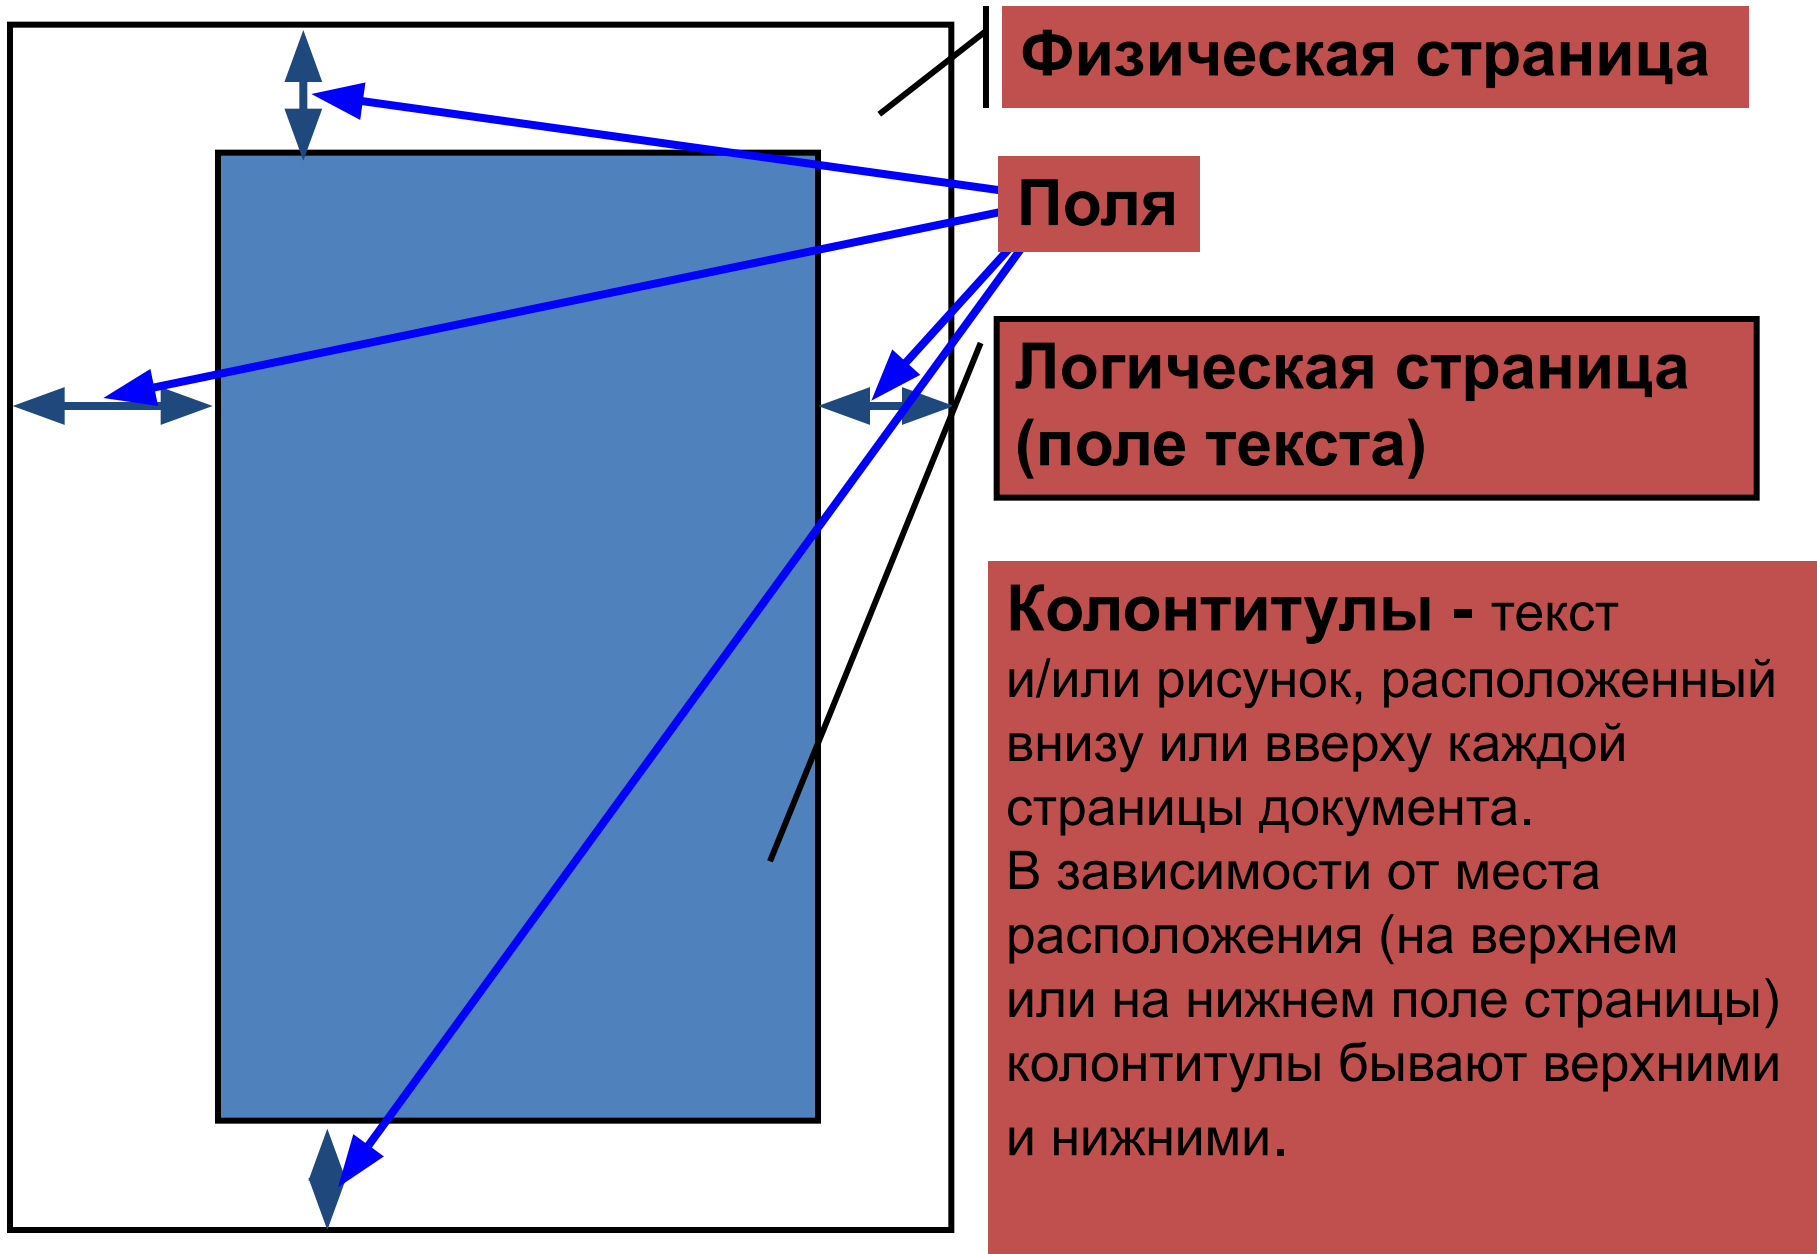 Физическая страница
Поля
Логическая страница
(поле текста)
Колонтитулы - текст
и/или рисунок, расположенный
внизу или вверху каждой
страницы документа.
В зависимости от места
расположения (на верхнем
или на нижнем поле страницы)
колонтитулы бывают верхними
и нижними.